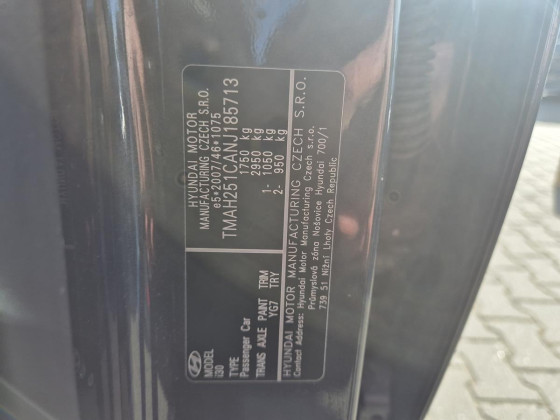 HYUNDAI MOTOR
MANUFACTURING CZECH S.R.O.
e5*2007/46*1075
TMAH251CANJ185713
1750 kg
2950 kg
1- 1050 kg
2- 950 kg
MODEL
i30
TYPE
Passenger Car
TRANS AXLE PAINT TRIM
YG7 TRY
HYUNDAI MOTOR MANUFACTURING CZECH S.R.O.
Contact Address: Hyundai Motor Manufacturing Czech s.r.o.
Průmyslová zóna Nošovice Hyundai 700/1
739 51 Nižní Lhoty Czech Republic